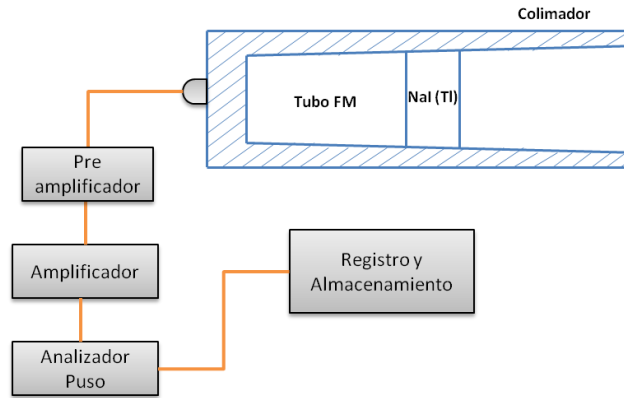 Colimador
Tubo FM
NaI (Tl)
Pre
amplificador
Amplificador
Registro y
Almacenamiento
Analizador
Puso